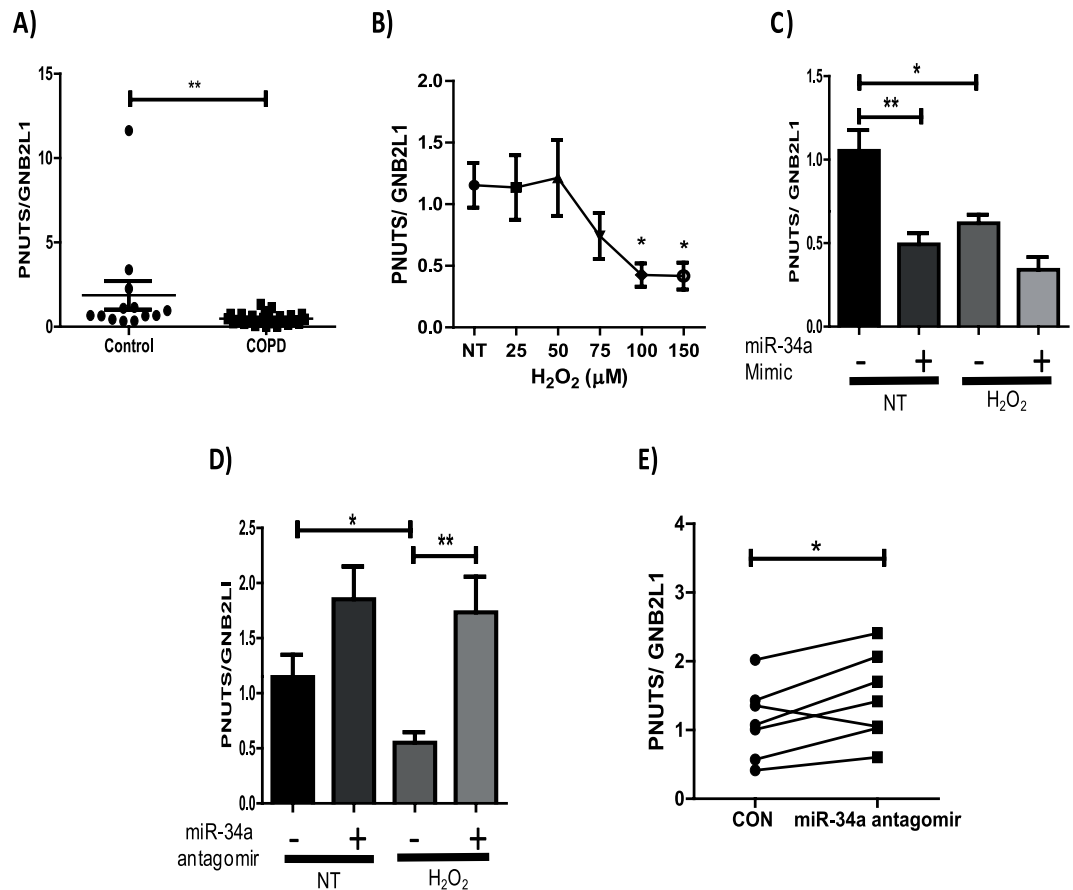 A)
PNUTS/GNB2L1
15
10
5
0
**
Control
COPD
B)
PNUTS/ GNB2L1
2.0
1.5
1.0
0.5
0.0
*
*
NT
25
50
75
100
150
H₂O₂ (μM)
C)
PNUTS/ GNB2L1
1.5
1.0
0.5
0.0
*
**
miR-34a
Mimic
-
+
-
+
NT
H₂O₂
D)
PNUTS/GNB2LI
2.5
2.0
1.5
1.0
0.5
0.0
*
**
miR-34a
antagomir
-
+
-
+
NT
H₂O₂
E)
PNUTS/ GNB2L1
4
3
2
1
0
*
CON
miR-34a antagomir